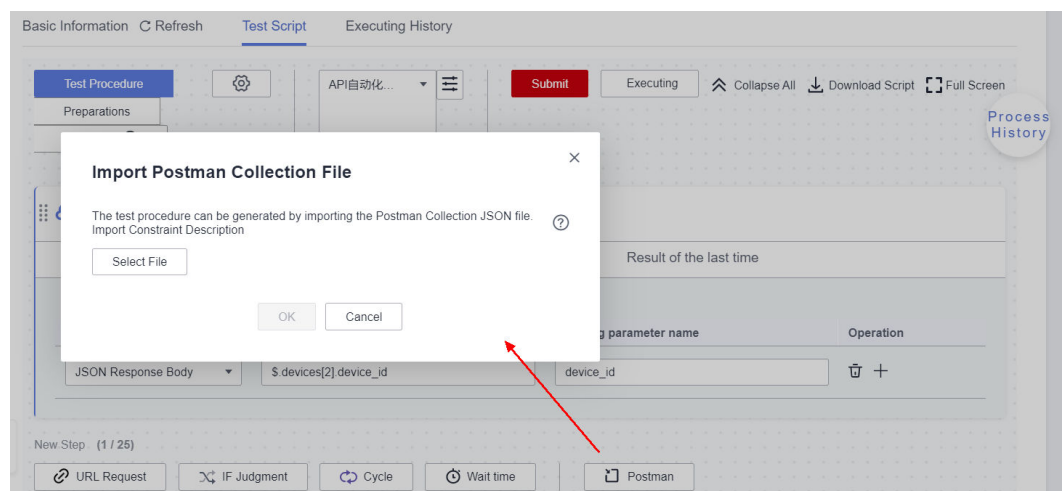 Basic Information Refresh Test Script Executing History
Test Procedure API自动化... Submit Executing Collapse All Download Script Full Screen
Preparations
Process
History
Import Postman Collection File
The test procedure can be generated by importing the Postman Collection JSON file.
Import Constraint Description
Select File
Result of the last time
OK Cancel
g parameter name Operation
JSON Response Body $.devices[2].device_id device_id
New Step (1 / 25)
URL Request IF Judgment Cycle Wait time Postman